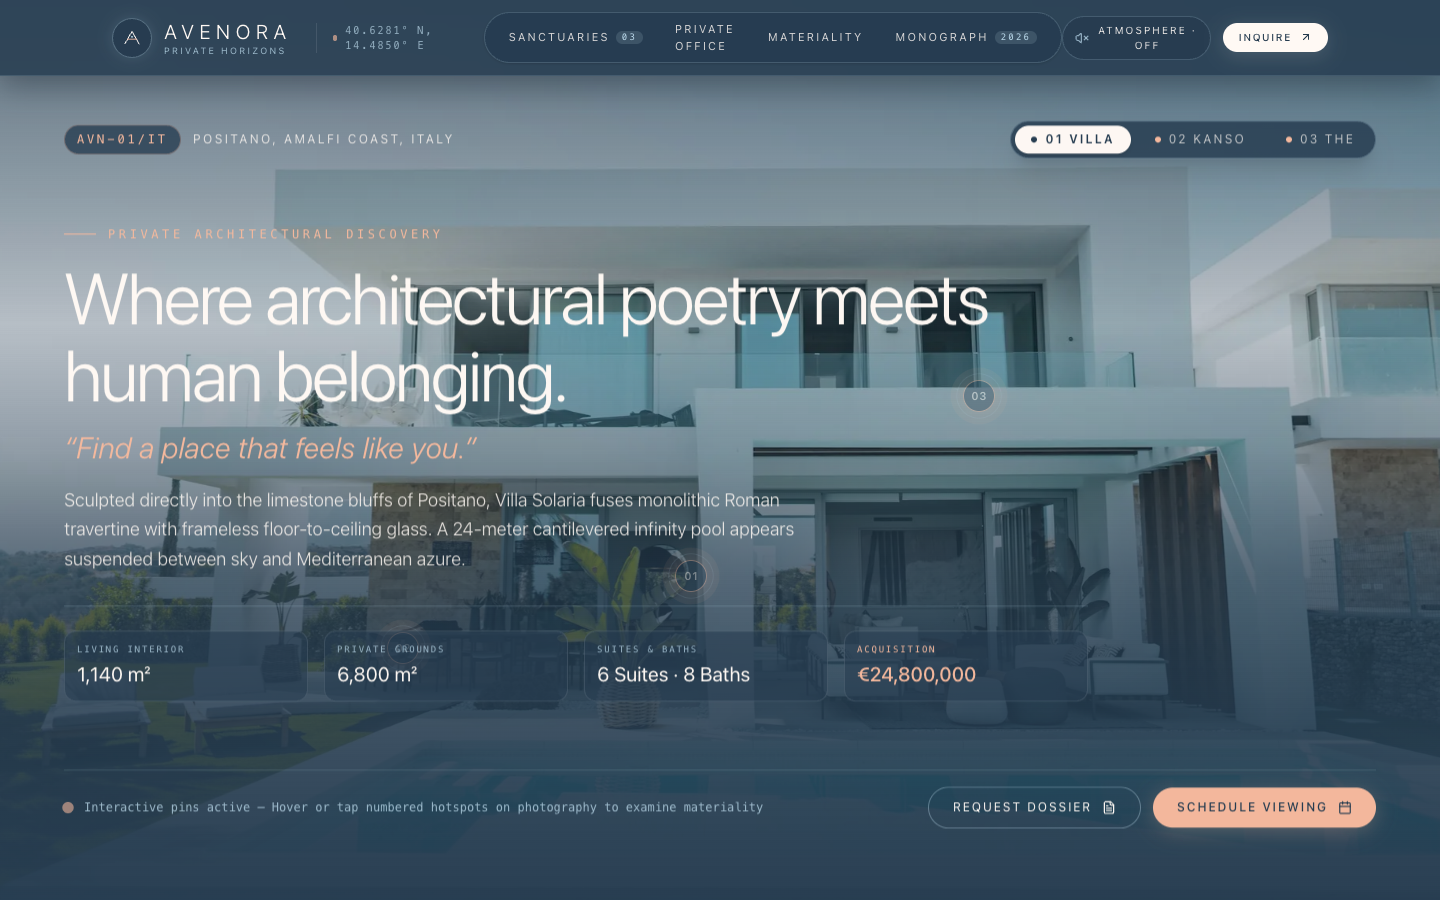 AVENORA
PRIVATE HORIZONS
40.6281° N,
14.4850° E
SANCTUARIES 03
PRIVATE
OFFICE
MATERIALITY
MONOGRAPH 2026
ATMOSPHERE ·
OFF
INQUIRE
AVN-01/IT
POSITANO, AMALFI COAST, ITALY
01 VILLA
02 KANSO
03 THE
PRIVATE ARCHITECTURAL DISCOVERY
Where architectural poetry meets
human belonging.
03
“Find a place that feels like you.”
Sculpted directly into the limestone bluffs of Positano, Villa Solaria fuses monolithic Roman
travertine with frameless floor-to-ceiling glass. A 24-meter cantilevered infinity pool appears
suspended between sky and Mediterranean azure.
01
LIVING INTERIOR
1,140 m²
PRIVATE GROUNDS
6,800 m²
SUITES & BATHS
6 Suites · 8 Baths
ACQUISITION
€24,800,000
Interactive pins active — Hover or tap numbered hotspots on photography to examine materiality
REQUEST DOSSIER
SCHEDULE VIEWING